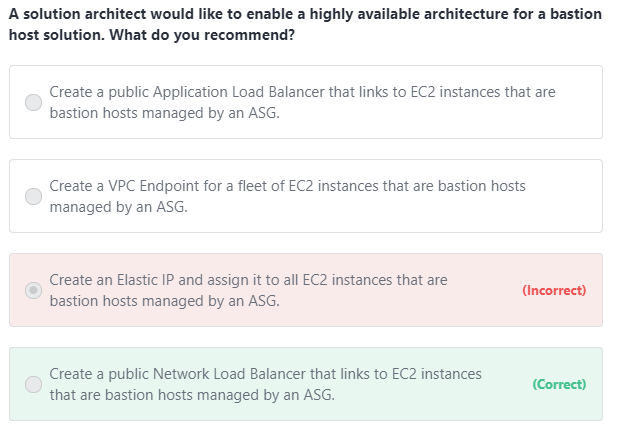 A solution architect would like to enable a highly available architecture for a bastion
host solution. What do you recommend?
Create a public Application Load Balancer that links to EC2 instances that are
bastion hosts managed by an ASG.
Create a VPC Endpoint for a fleet of EC2 instances that are bastion hosts
managed by an ASG.
Create an Elastic IP and assign it to all EC2 instances that are
bastion hosts managed by an ASG.
(Incorrect)
Create a public Network Load Balancer that links to EC2 instances
that are bastion hosts managed by an ASG.
(Correct)